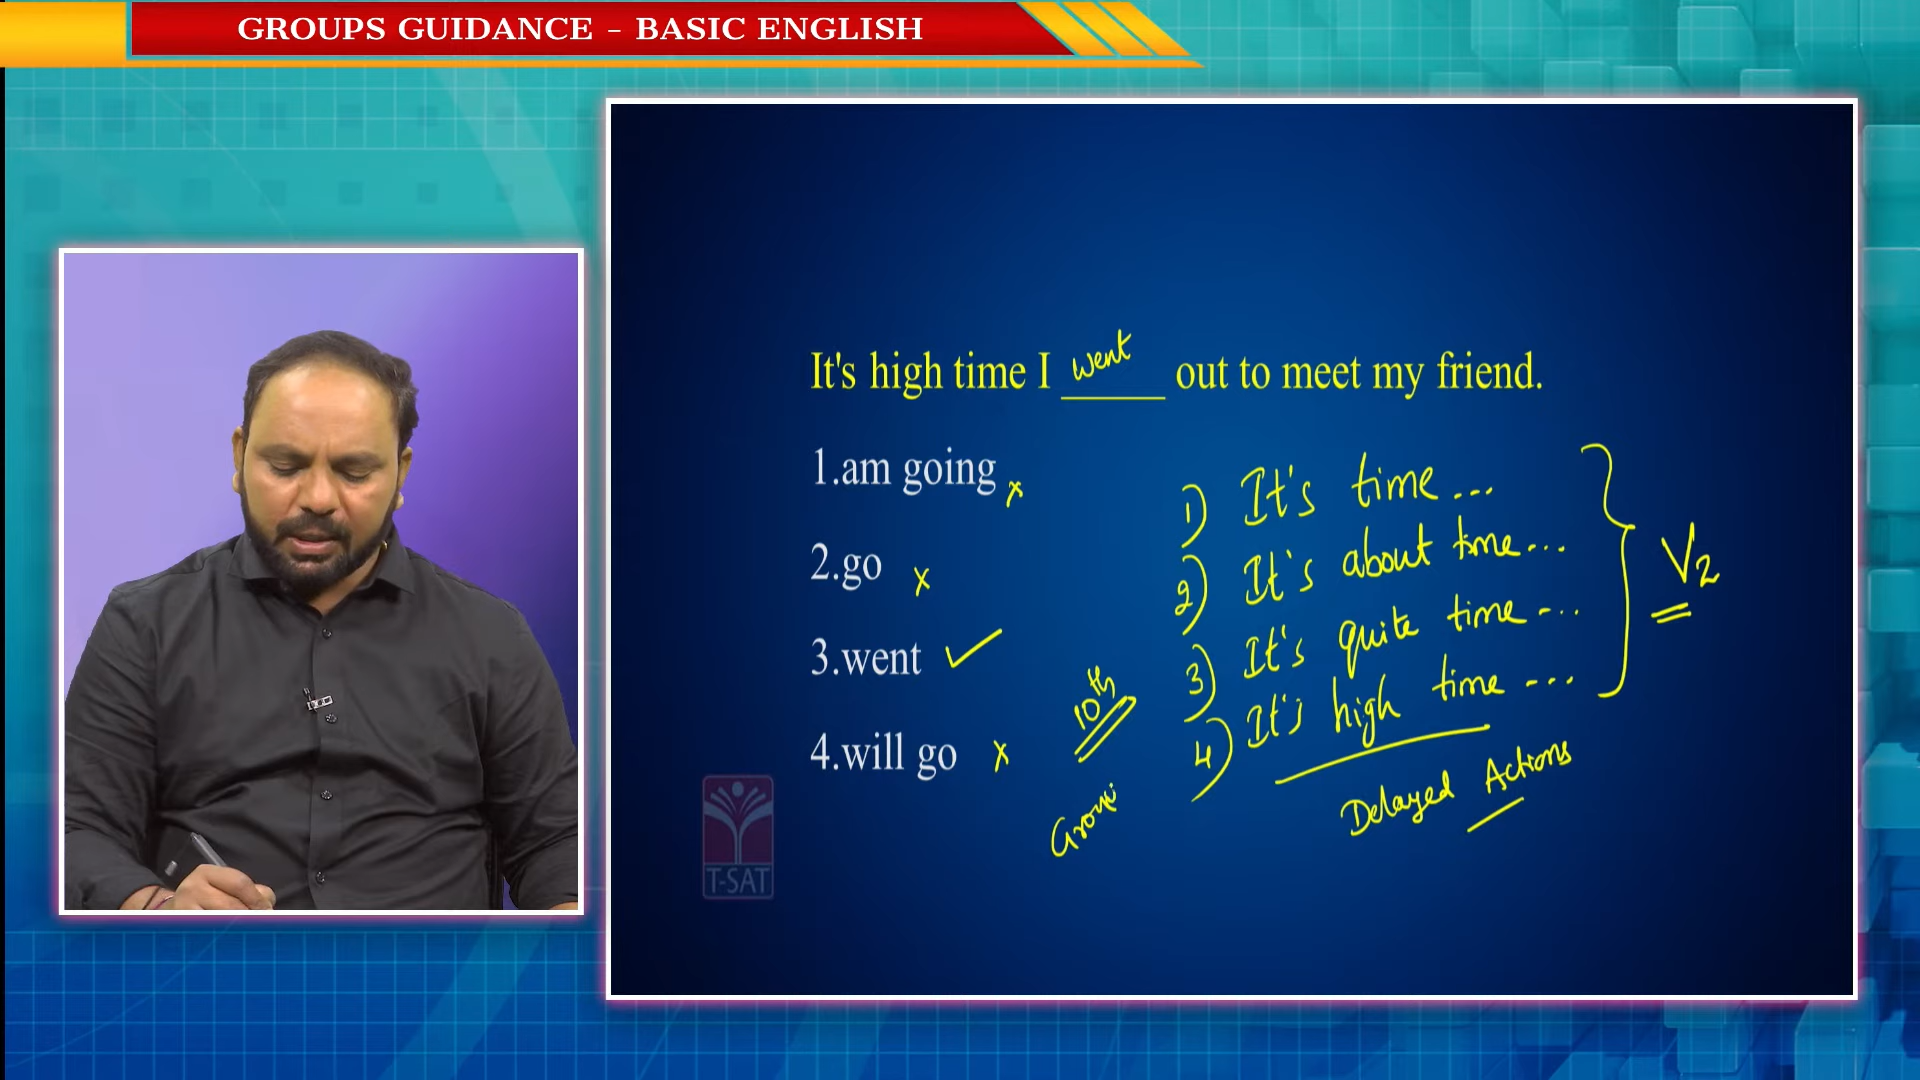 GROUPS GUIDANCE - BASIC ENGLISH
It's high time I went out to meet my friend.
1.am going x
2.go x
3.went ✓
4.will go x
1) It's time...
2) It's about time...
3) It's quite time...
4) It's high time...
V2
10th
Delayed Actions
T-SAT